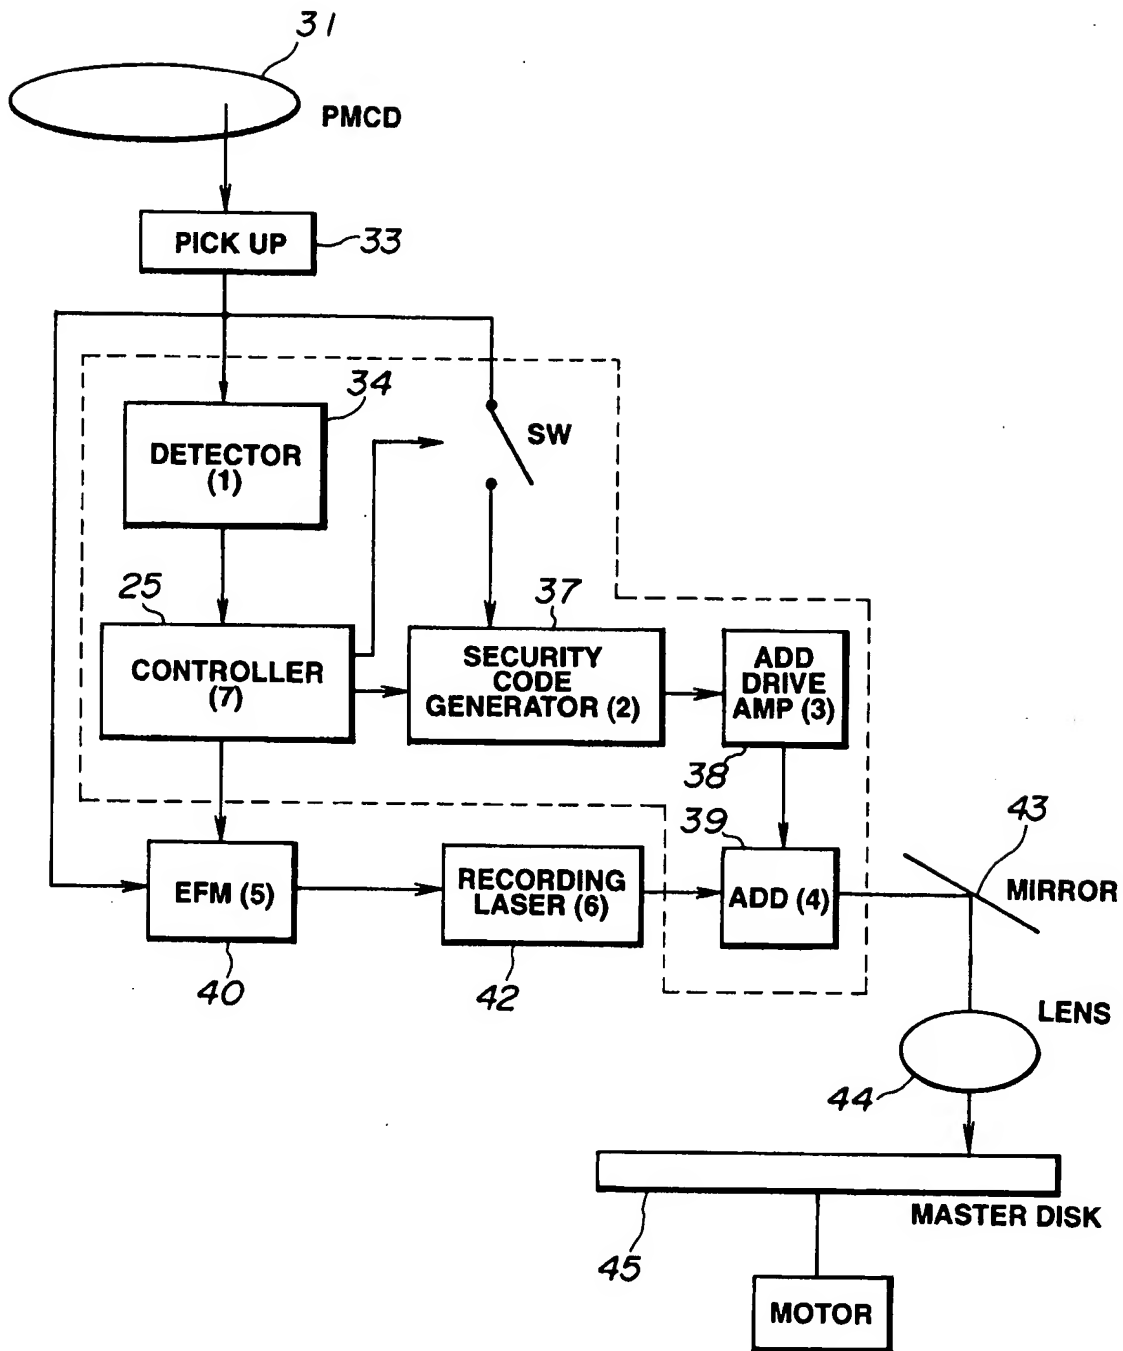 31
PMCD
PICK UP
33
34
DETECTOR
(1)
SW
25
37
CONTROLLER
(7)
SECURITY
CODE
GENERATOR (2)
ADD
DRIVE
AMP (3)
38
39
43
EFM (5)
RECORDING
LASER (6)
ADD (4)
MIRROR
40
42
LENS
44
MASTER DISK
45
MOTOR